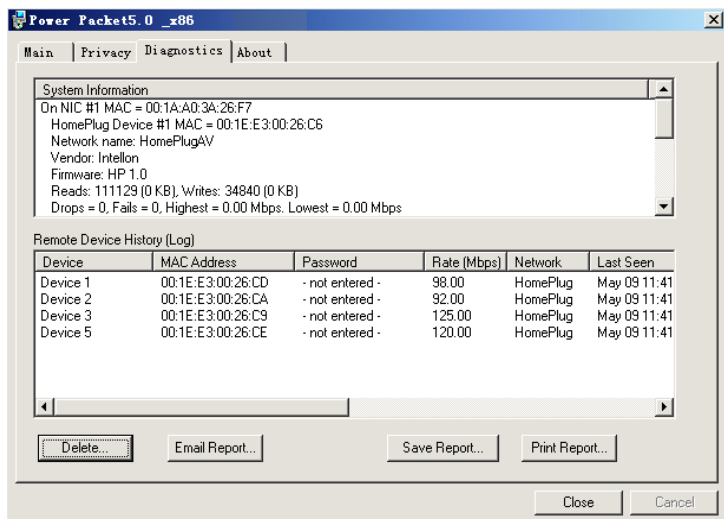 Power Packet5.0 _x86
Main Privacy Diagnostics About
System Information
On NIC #1 MAC = 00:1A:A0:3A:26:F7
HomePlug Device #1 MAC = 00:1E:E3:00:26:C6
Network name: HomePlugAV
Vendor: Intellon
Firmware: HP 1.0
Reads: 111129 (0 KB), Writes: 34840 (0 KB)
Drops = 0, Fails = 0, Highest = 0.00 Mbps. Lowest = 0.00 Mbps
Remote Device History (Log)
Device MAC Address Password Rate (Mbps) Network Last Seen
Device 1 00:1E:E3:00:26:CD - not entered - 98.00 HomePlug May 09 11:41
Device 2 00:1E:E3:00:26:CA - not entered - 92.00 HomePlug May 09 11:41
Device 3 00:1E:E3:00:26:C9 - not entered - 125.00 HomePlug May 09 11:41
Device 5 00:1E:E3:00:26:CE - not entered - 120.00 HomePlug May 09 11:41
Delete... Email Report... Save Report... Print Report...
Close Cancel